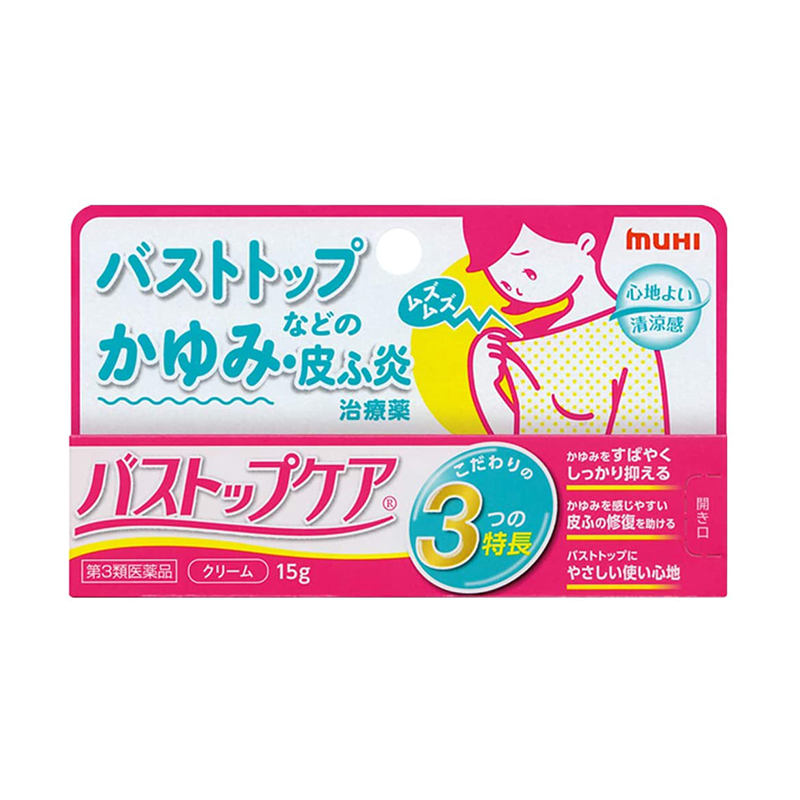 muHI
心地よい
清涼感
ムズ
ムズ
バストトップ
などの
かゆみ・皮ふ炎
治療薬
バストップケア®
こだわりの
3つの
特長
かゆみをすばやく
しっかり抑える
かゆみを感じやすい
皮ふの修復を助ける
バストトップに
やさしい使い心地
開き口
第3類医薬品
クリーム
15g